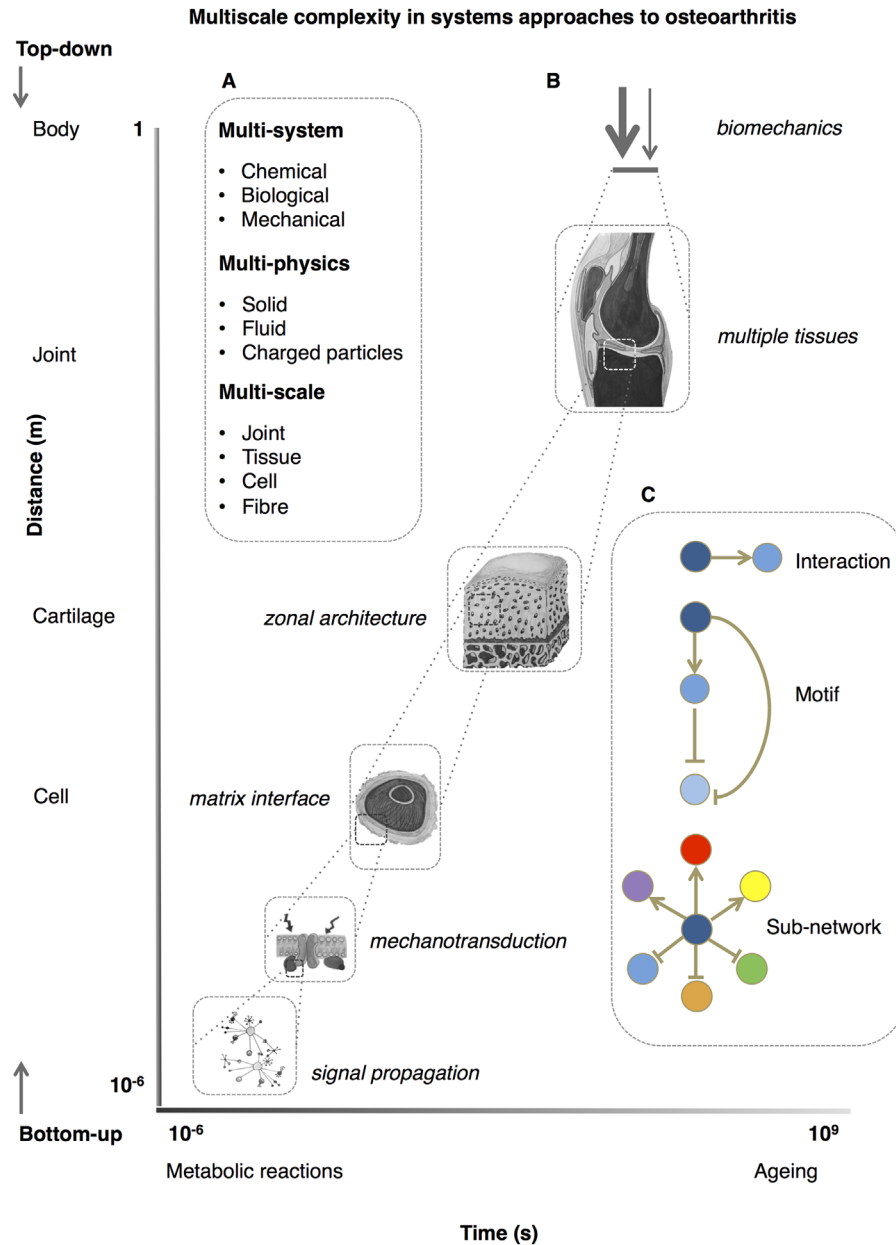 Multiscale complexity in systems approaches to osteoarthritis
Top-down
A
B
Body
1
Multi-system
• Chemical
• Biological
• Mechanical
Multi-physics
• Solid
• Fluid
• Charged particles
Multi-scale
• Joint
• Tissue
• Cell
• Fibre
biomechanics
multiple tissues
Joint
Distance (m)
C
Interaction
Motif
Sub-network
Cartilage
zonal architecture
Cell
matrix interface
mechanotransduction
signal propagation
10⁻⁶
Bottom-up
10⁻⁶
10⁹
Metabolic reactions
Ageing
Time (s)